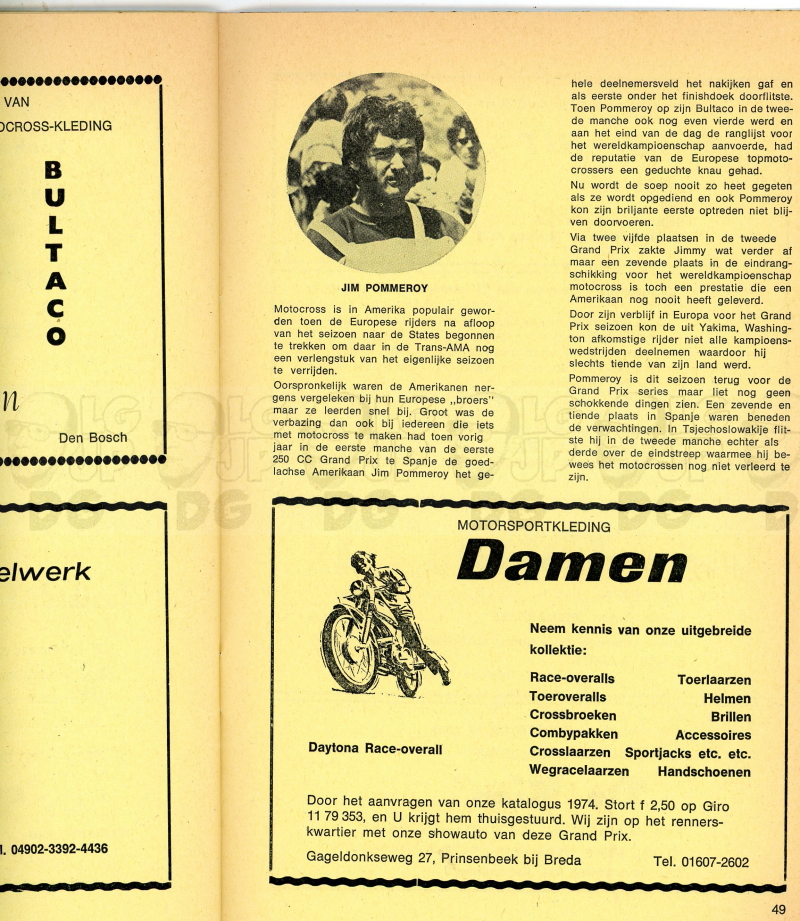 VAN
OCROSS-KLEDING
BULTACO
n
Den Bosch
elwerk
l. 04902-3392-4436
JIM POMMEROY
Motocross is in Amerika populair gewor-
den toen de Europese rijders na afloop
van het seizoen naar de States begonnen
te trekken om daar in de Trans-AMA nog
een verlengstuk van het eigenlijke seizoen
te verrijden.
Oorspronkelijk waren de Amerikanen ner-
gens vergeleken bij hun Europese „broers"
maar ze leerden snel bij. Groot was de
verbazing dan ook bij iedereen die iets
met motocross te maken had toen vorig
jaar in de eerste manche van de eerste
250 CC Grand Prix te Spanje de goed-
lachse Amerikaan Jim Pommeroy het ge-
hele deelnemersveld het nakijken gaf en
als eerste onder het finishdoek doorflitste.
Toen Pommeroy op zijn Bultaco in de twee-
de manche ook nog even vierde werd en
aan het eind van de dag de ranglijst voor
het wereldkampioenschap aanvoerde, had
de reputatie van de Europese topmoto-
crossers een geduchte knau gehad.
Nu wordt de soep nooit zo heet gegeten
als ze wordt opgediend en ook Pommeroy
kon zijn briljante eerste optreden niet blij-
ven doorvoeren.
Via twee vijfde plaatsen in de tweede
Grand Prix zakte Jimmy wat verder af
maar een zevende plaats in de eindrang-
schikking voor het wereldkampioenschap
motocross is toch een prestatie die een
Amerikaan nog nooit heeft geleverd.
Door zijn verblijf in Europa voor het Grand
Prix seizoen kon de uit Yakima, Washing-
ton afkomstige rijder niet alle kampioens-
wedstrijden deelnemen waardoor hij
slechts tiende van zijn land werd.
Pommeroy is dit seizoen terug voor de
Grand Prix series maar liet nog geen
schokkende dingen zien. Een zevende en
tiende plaats in Spanje waren beneden
de verwachtingen. In Tsjechoslowakije flit-
ste hij in de tweede manche echter als
derde over de eindstreep waarmee hij be-
wees het motocrossen nog niet verleerd te
zijn.
MOTORSPORTKLEDING
Damen
Neem kennis van onze uitgebreide
kollektie:
Race-overalls Toerlaarzen
Toeroveralls Helmen
Crossbroeken Brillen
Combypakken Accessoires
Crosslaarzen Sportjacks etc. etc.
Wegracelaarzen Handschoenen
Daytona Race-overall
Door het aanvragen van onze katalogus 1974. Stort f 2,50 op Giro
11 79 353, en U krijgt hem thuisgestuurd. Wij zijn op het renners-
kwartier met onze showauto van deze Grand Prix.
Gageldonkseweg 27, Prinsenbeek bij Breda Tel. 01607-2602
49